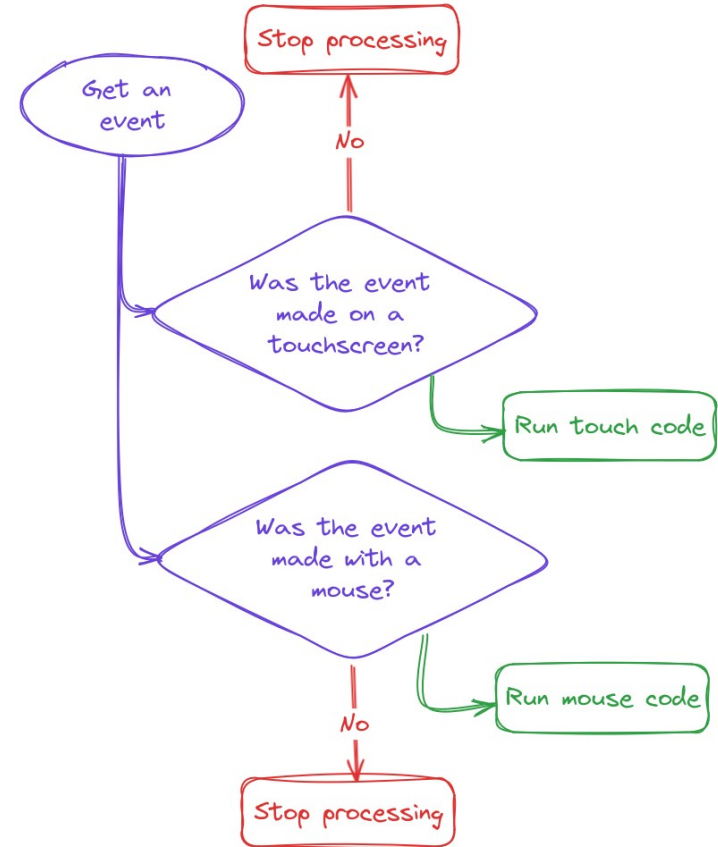 Stop processing
Get an
event
No
Was the event
made on a
touchscreen?
Run touch code
Was the event
made with a
mouse?
Run mouse code
No
Stop processing